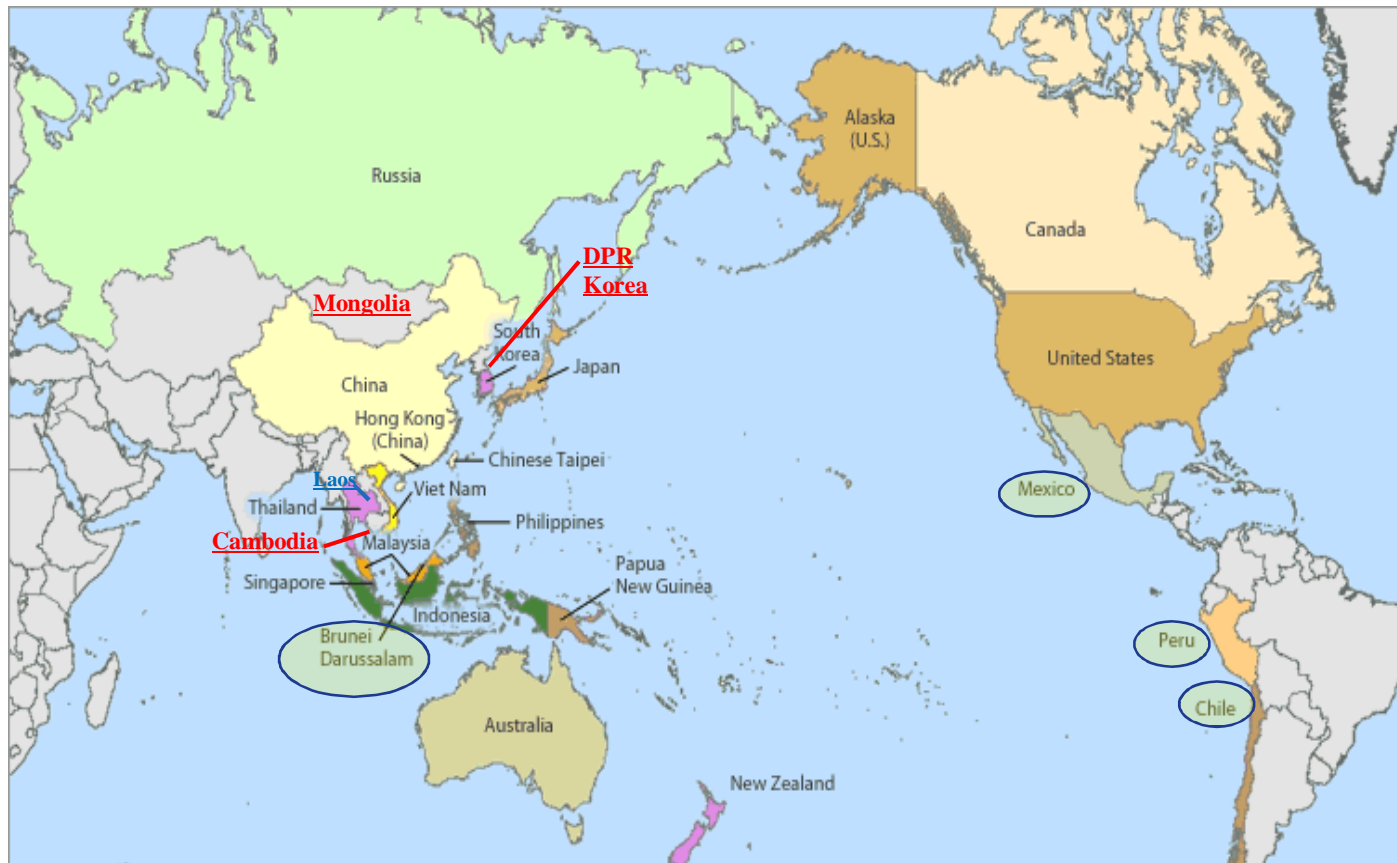 Alaska
(U.S.)
Russia
Canada
DPR
Korea
Mongolia
South
Korea
United States
Japan
China
Hong Kong
(China)
Chinese Taipei
Laos
Viet Nam
Mexico
Thailand
Philippines
Cambodia
Malaysia
Papua
New Guinea
Singapore
Indonesia
Brunei
Darussalam
Peru
Chile
Australia
New Zealand